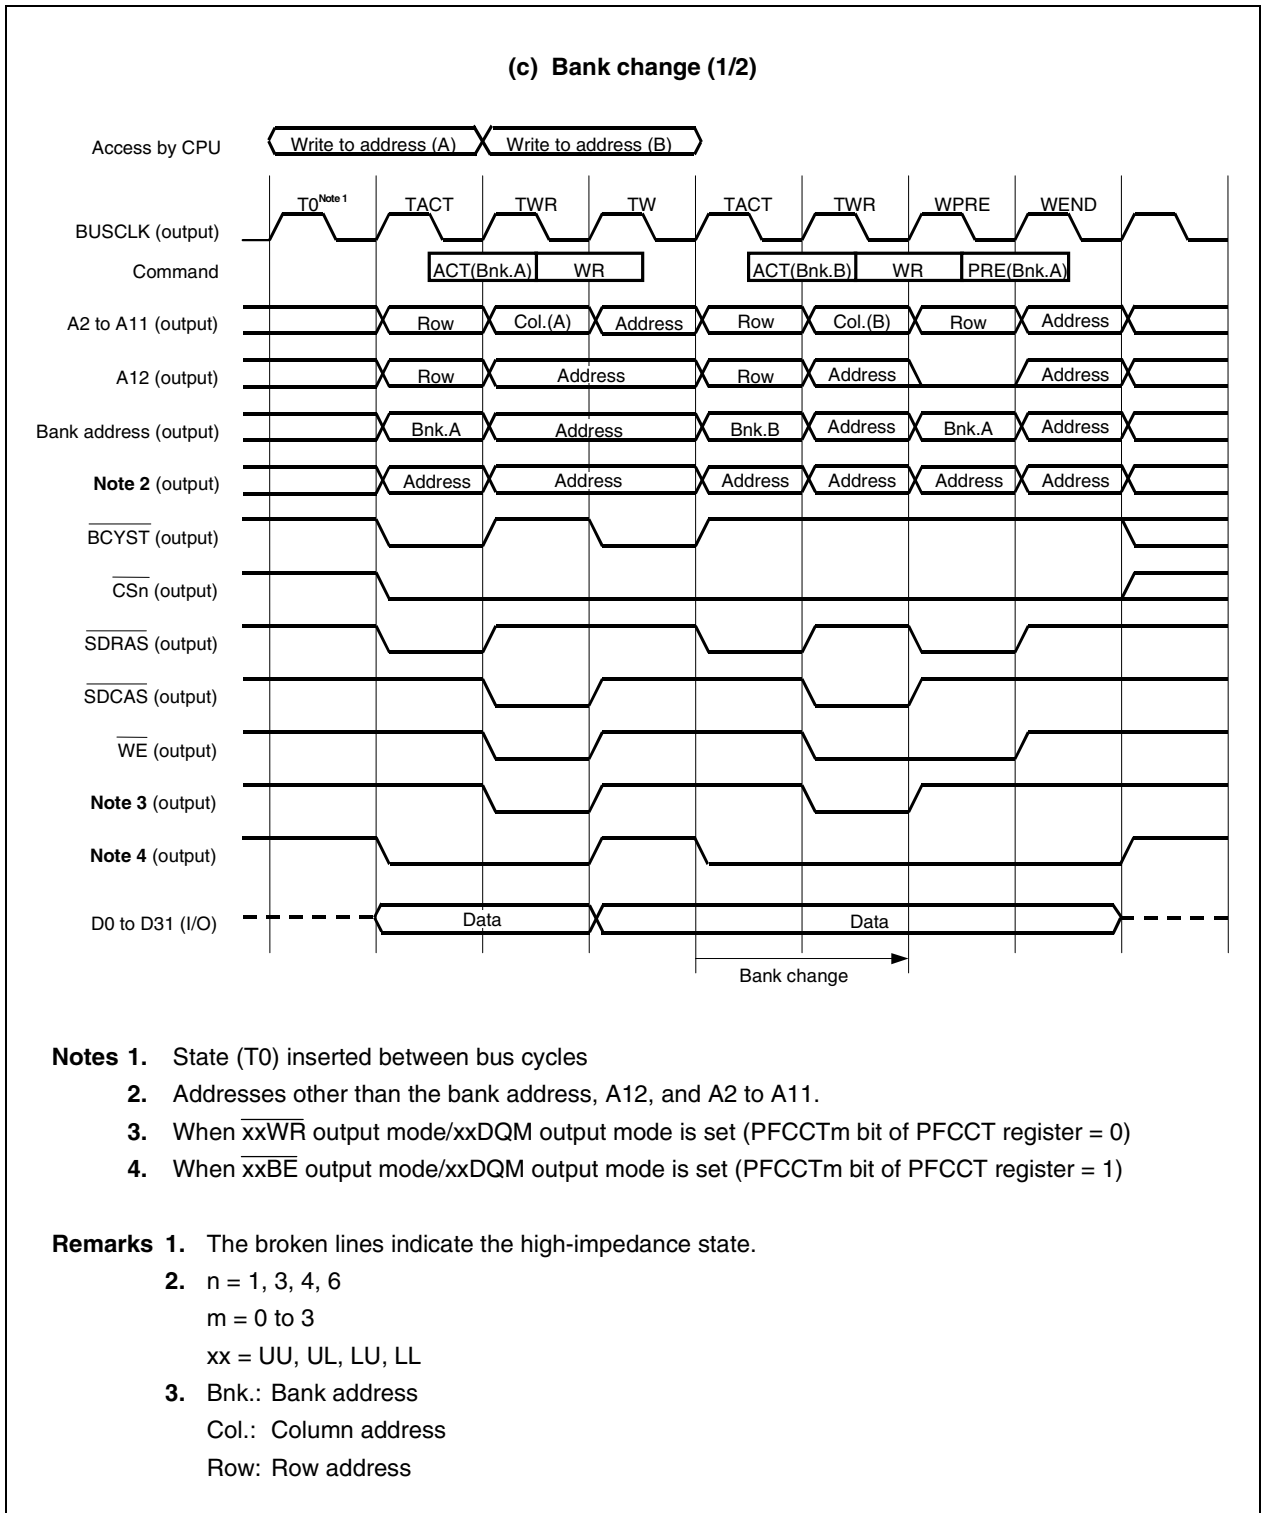 (c) Bank change (1/2)
Access by CPU Write to address (A) Write to address (B)
T0Note 1 TACT TWR TW TACT TWR WPRE WEND
BUSCLK (output)
Command ACT(Bnk.A) WR ACT(Bnk.B) WR PRE(Bnk.A)
A2 to A11 (output) Row Col.(A) Address Row Col.(B) Row Address
A12 (output) Row Address Row Address Address
Bank address (output) Bnk.A Address Bnk.B Address Bnk.A Address
Note 2 (output) Address Address Address Address Address Address
BCYST (output)
CSn (output)
SDRAS (output)
SDCAS (output)
WE (output)
Note 3 (output)
Note 4 (output)
D0 to D31 (I/O) Data Data
Bank change
Notes 1. State (T0) inserted between bus cycles
2. Addresses other than the bank address, A12, and A2 to A11.
3. When xxWR output mode/xxDQM output mode is set (PFCCTm bit of PFCCT register = 0)
4. When xxBE output mode/xxDQM output mode is set (PFCCTm bit of PFCCT register = 1)
Remarks 1. The broken lines indicate the high-impedance state.
2. n = 1, 3, 4, 6
m = 0 to 3
xx = UU, UL, LU, LL
3. Bnk.: Bank address
Col.: Column address
Row: Row address